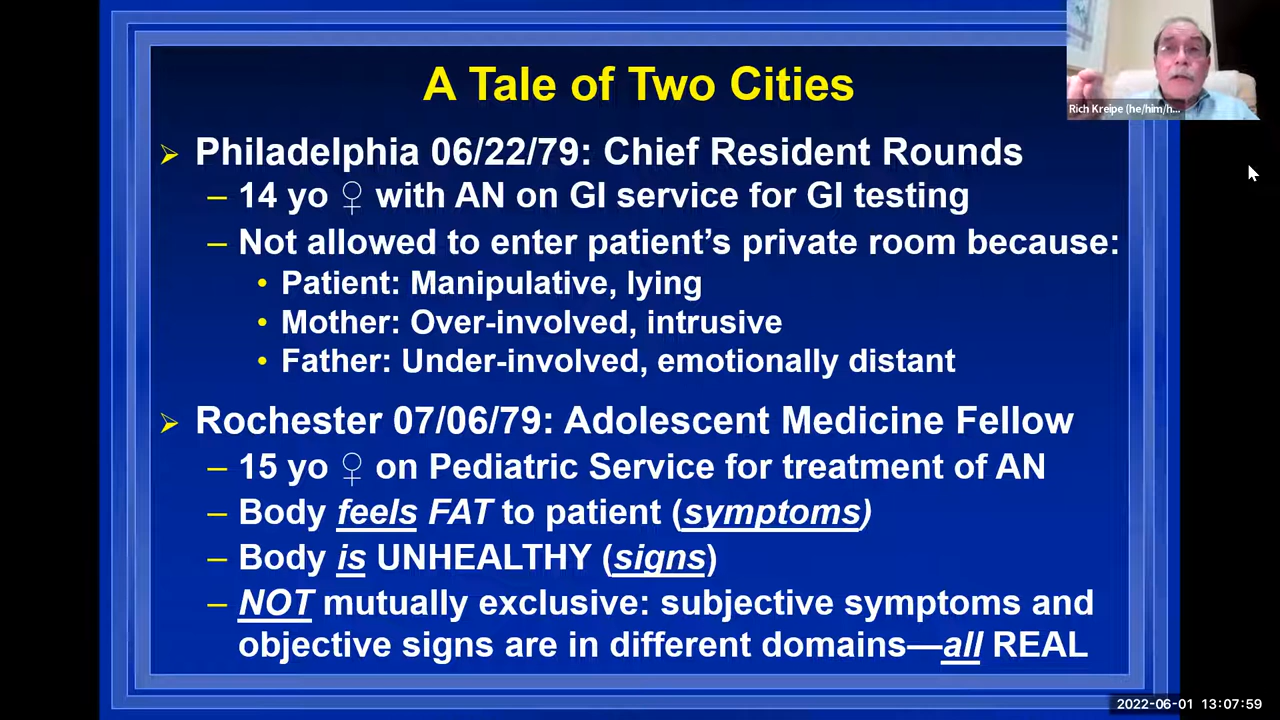 A Tale of Two Cities
Rich Kreipe (he/him/h...
➢ Philadelphia 06/22/79: Chief Resident Rounds
– 14 yo ♀ with AN on GI service for GI testing
– Not allowed to enter patient’s private room because:
• Patient: Manipulative, lying
• Mother: Over-involved, intrusive
• Father: Under-involved, emotionally distant
➢ Rochester 07/06/79: Adolescent Medicine Fellow
– 15 yo ♀ on Pediatric Service for treatment of AN
– Body feels FAT to patient (symptoms)
– Body is UNHEALTHY (signs)
– NOT mutually exclusive: subjective symptoms and
objective signs are in different domains—all REAL
2022-06-01 13:07:59